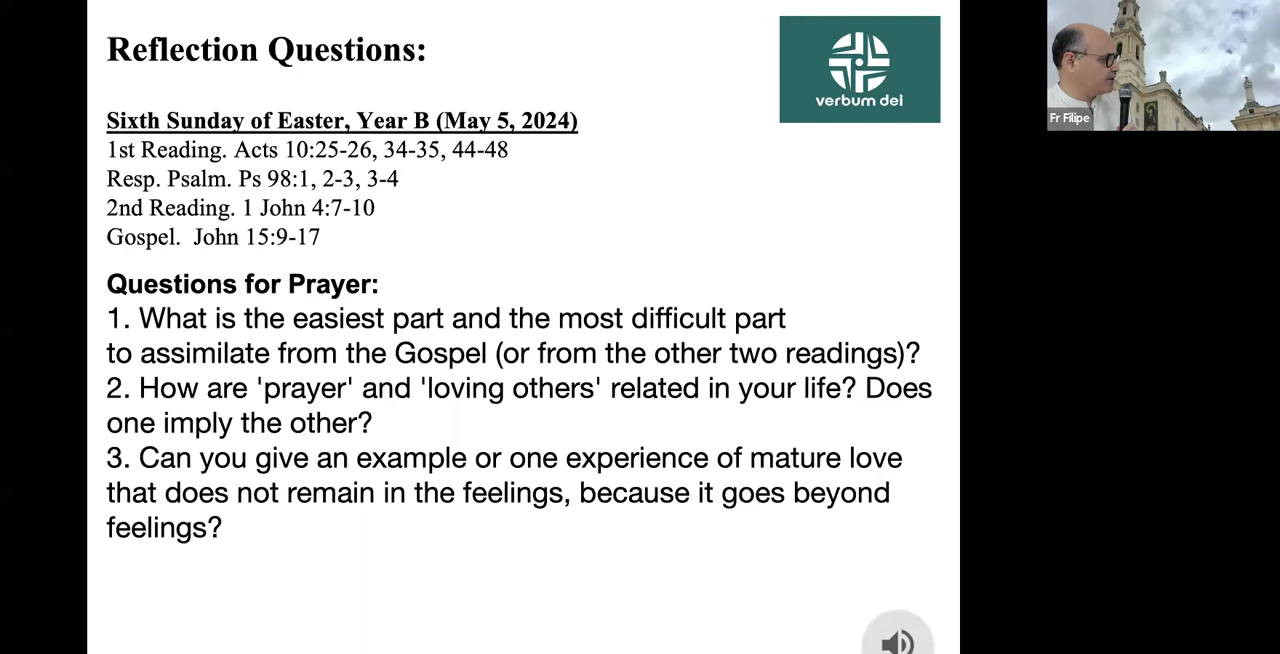 Reflection Questions:
verbum dei
Fr Filipe
Sixth Sunday of Easter, Year B (May 5, 2024)
1st Reading. Acts 10:25-26, 34-35, 44-48
Resp. Psalm. Ps 98:1, 2-3, 3-4
2nd Reading. 1 John 4:7-10
Gospel.  John 15:9-17
Questions for Prayer:
1. What is the easiest part and the most difficult part
to assimilate from the Gospel (or from the other two readings)?
2. How are 'prayer' and 'loving others' related in your life? Does
one imply the other?
3. Can you give an example or one experience of mature love
that does not remain in the feelings, because it goes beyond
feelings?